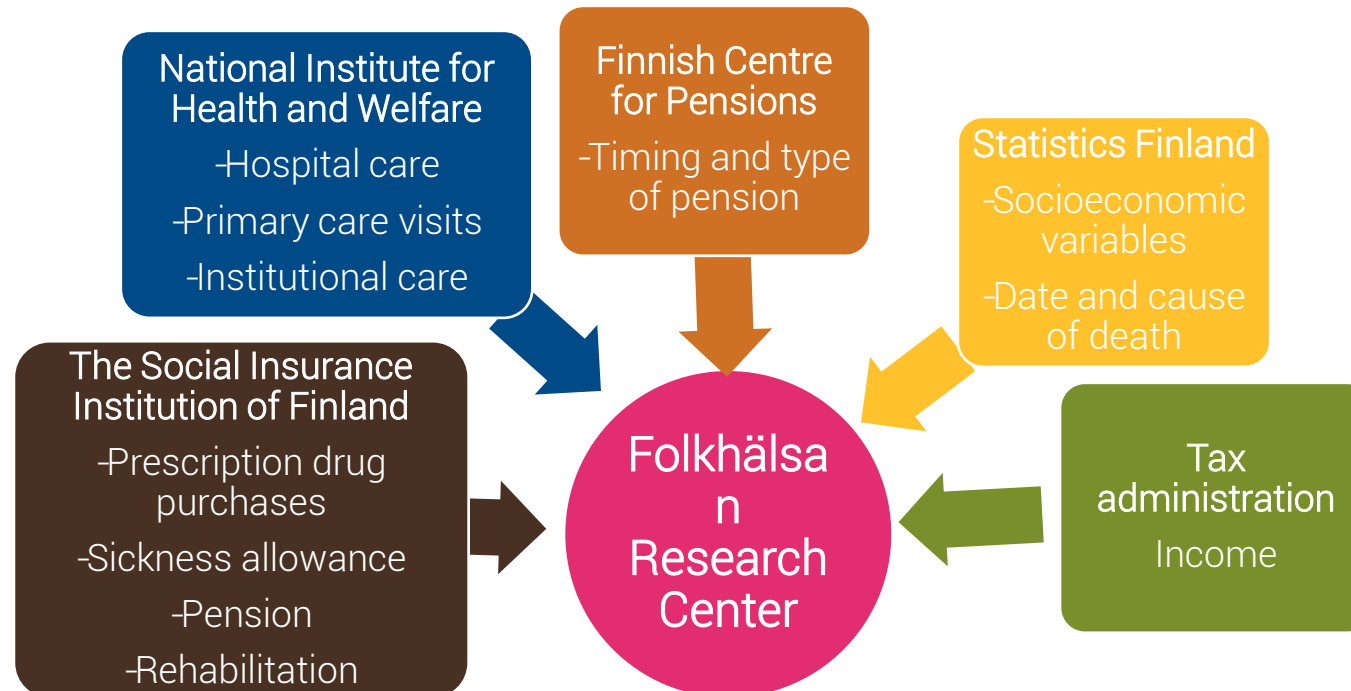 National Institute for
Health and Welfare
-Hospital care
-Primary care visits
-Institutional care
Finnish Centre
for Pensions
-Timing and type
of pension
Statistics Finland
-Socioeconomic
variables
-Date and cause
of death
The Social Insurance
Institution of Finland
-Prescription drug
purchases
-Sickness allowance
-Pension
-Rehabilitation
Folkhälsa
n
Research
Center
Tax
administration
Income